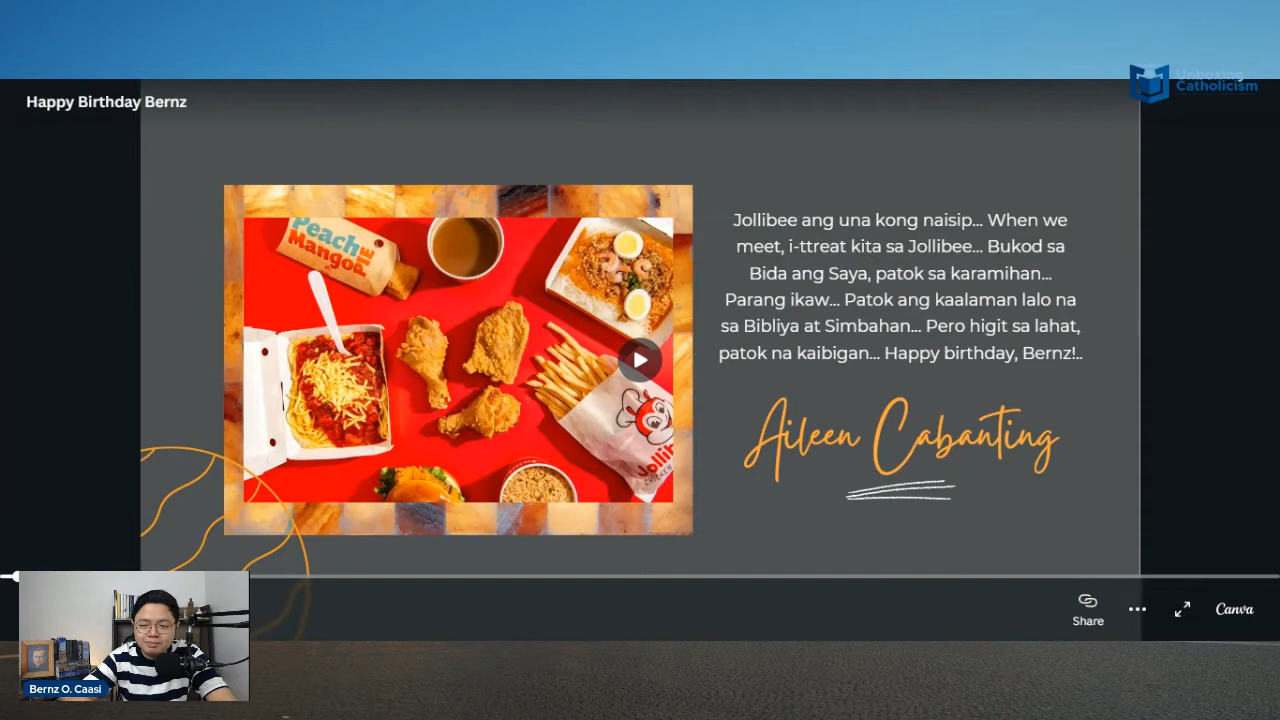 Happy Birthday Bernz
Unboxing
Catholicism
Peach
Mango
PIE
Jollibee ang una kong naisip... When we
meet, i-ttreat kita sa Jollibee... Bukod sa
Bida ang Saya, patok sa karamihan...
Parang ikaw... Patok ang kaalaman lalo na
sa Bibliya at Simbahan... Pero higit sa lahat,
patok na kaibigan... Happy birthday, Bernz!..
Aileen Cabanting
Jollib
CHICKEN
Share
Canva
Bernz O. Caasi